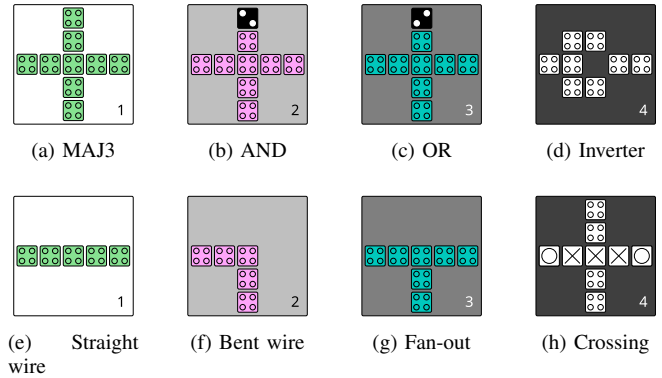 1 2 3 4
(a) MAJ3 (b) AND (c) OR (d) Inverter
1 2 3 4
(e) Straight wire (f) Bent wire (g) Fan-out (h) Crossing